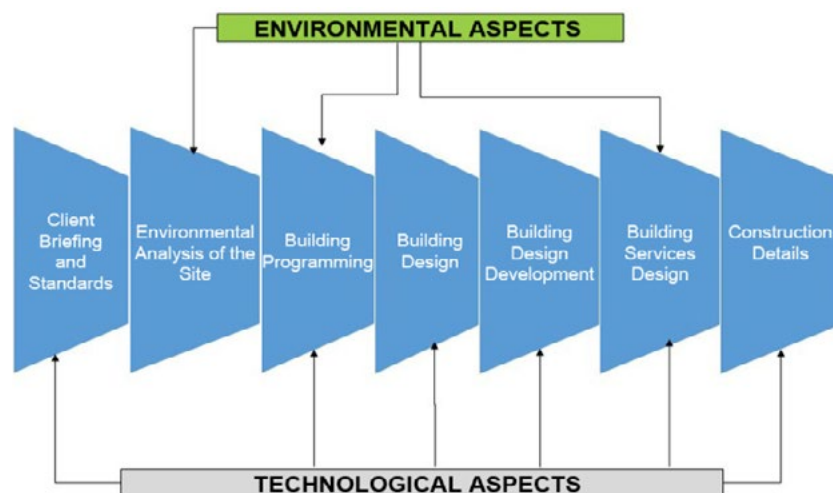 ENVIRONMENTAL ASPECTS
Client
Briefing
and
Standards
Environmental
Analysis of the
Site
Building
Programming
Building
Design
Building
Design
Development
Building
Services
Design
Construction
Details
TECHNOLOGICAL ASPECTS